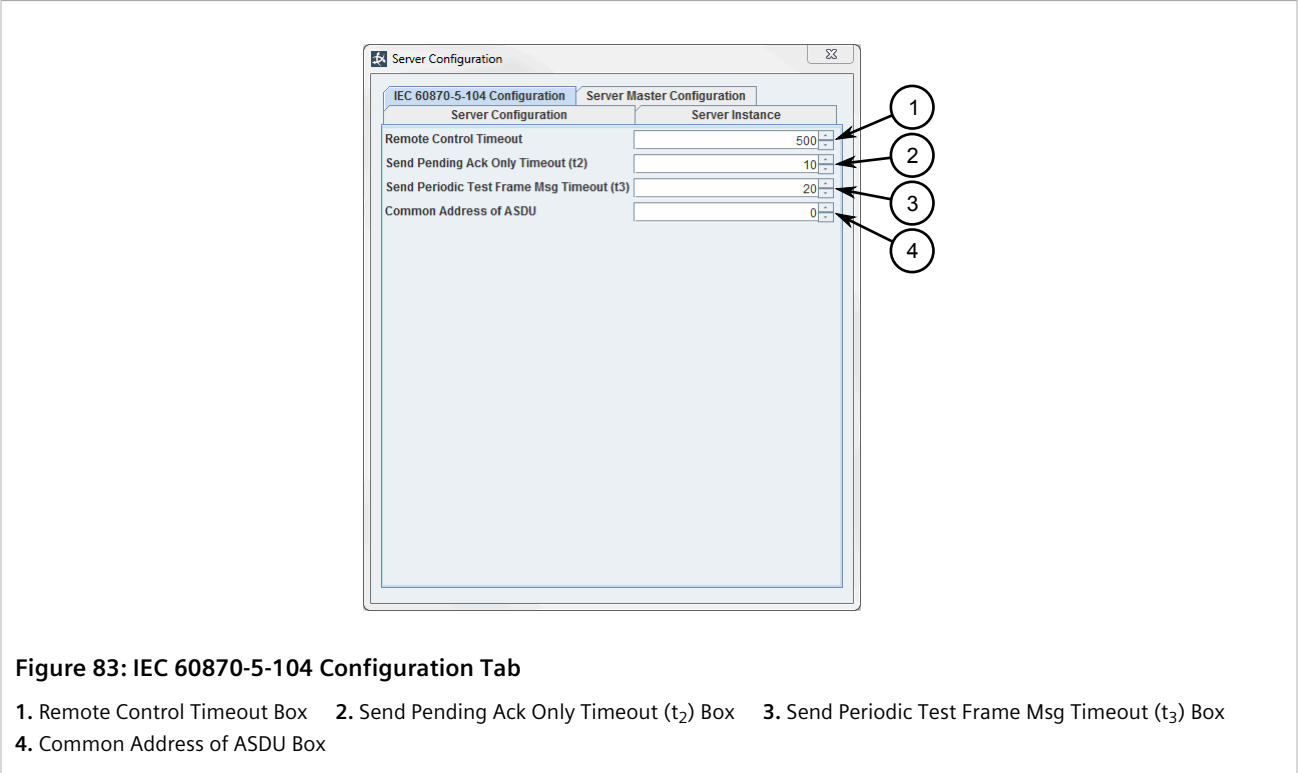 Server Configuration
IEC 60870-5-104 Configuration Server Master Configuration
Server Configuration Server Instance
Remote Control Timeout 500
Send Pending Ack Only Timeout (t2) 10
Send Periodic Test Frame Msg Timeout (t3) 20
Common Address of ASDU 0
1
2
3
4
Figure 83: IEC 60870-5-104 Configuration Tab
1. Remote Control Timeout Box 2. Send Pending Ack Only Timeout (t₂) Box 3. Send Periodic Test Frame Msg Timeout (t₃) Box
4. Common Address of ASDU Box